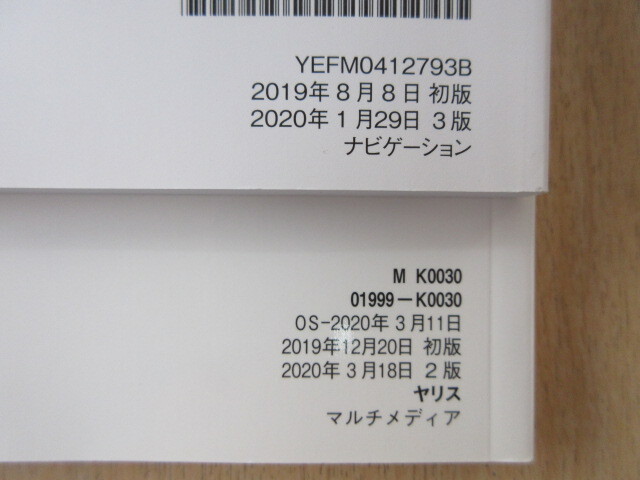 YEFM0412793B
2019年8月8日 初版
2020年1月29日 3版
ナビゲーション
M K0030
01999－K0030
OS-2020年3月11日
2019年12月20日 初版
2020年3月18日 2版
ヤリス
マルチメディア